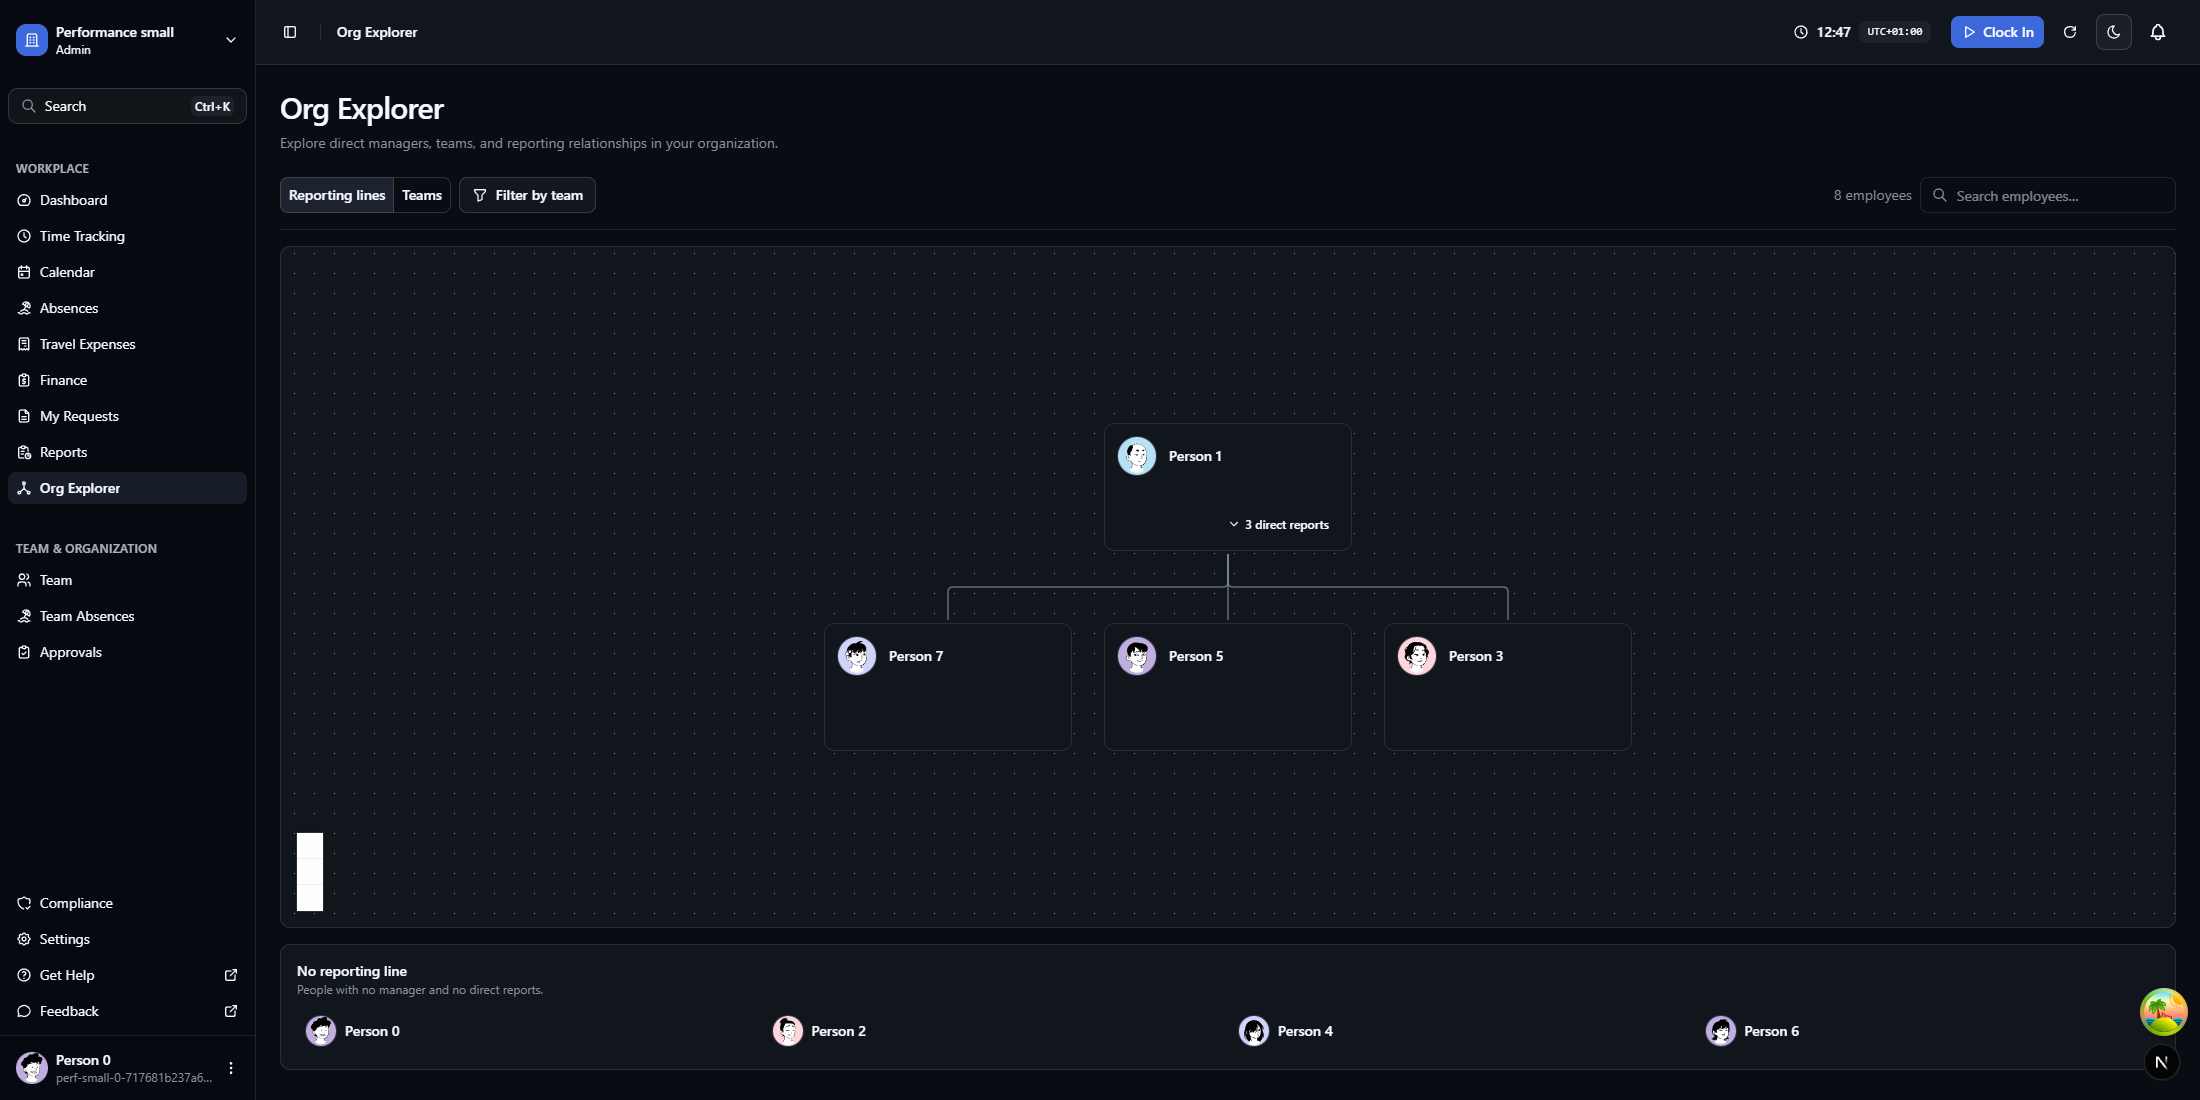 Performance small
Admin
Search
Ctrl+K
WORKPLACE
Dashboard
Time Tracking
Calendar
Absences
Travel Expenses
Finance
My Requests
Reports
Org Explorer
TEAM & ORGANIZATION
Team
Team Absences
Approvals
Compliance
Settings
Get Help
Feedback
Person 0
perf-small-0-717681b237a6...
Org Explorer
12:47
UTC+01:00
Clock In
Org Explorer
Explore direct managers, teams, and reporting relationships in your organization.
Reporting lines
Teams
Filter by team
8 employees
Search employees...
Person 1
3 direct reports
Person 7
Person 5
Person 3
No reporting line
People with no manager and no direct reports.
Person 0
Person 2
Person 4
Person 6
N